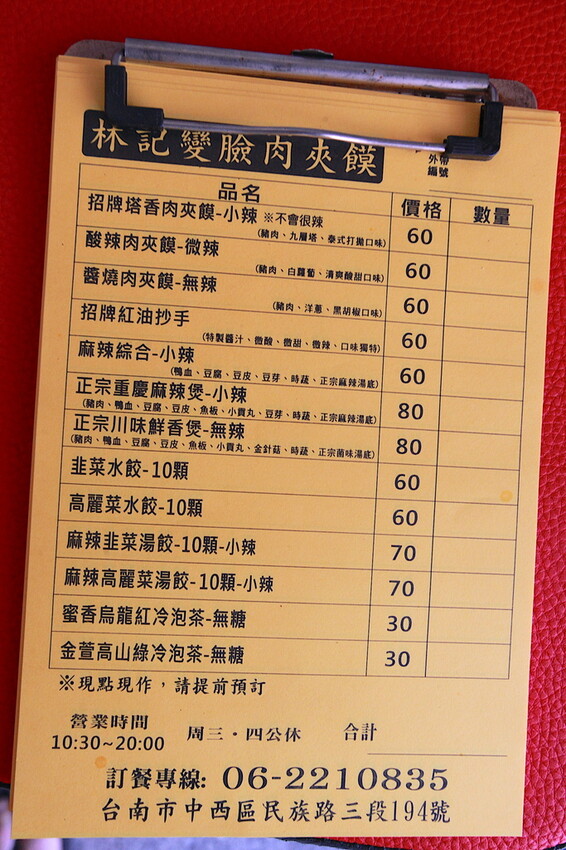 林記變臉肉夾饃
外帶
編號
品名 價格 數量
招牌塔香肉夾饃-小辣 ※不會很辣 60
(豬肉、九層塔、泰式打拋口味)
酸辣肉夾饃-微辣 60
(豬肉、白蘿蔔、清爽酸甜口味)
醬燒肉夾饃-無辣 60
(豬肉、洋蔥、黑胡椒口味)
招牌紅油抄手 60
(特製醬汁、微酸、微甜、微辣、口味獨特)
麻辣綜合-小辣 60
(鴨血、豆腐、豆皮、豆芽、時蔬、正宗麻辣湯底)
正宗重慶麻辣煲-小辣 80
(豬肉、鴨血、豆腐、豆皮、魚板、小貢丸、豆芽、時蔬、正宗麻辣湯底)
正宗川味鮮香煲-無辣 80
(豬肉、鴨血、豆腐、豆皮、魚板、小貢丸、金針菇、時蔬、正宗菌味湯底)
韭菜水餃-10顆 60
高麗菜水餃-10顆 60
麻辣韭菜湯餃-10顆-小辣 70
麻辣高麗菜湯餃-10顆-小辣 70
蜜香烏龍紅冷泡茶-無糖 30
金萱高山綠冷泡茶-無糖 30
※現點現作，請提前預訂
營業時間
10:30~20:00 周三・四公休 合計
訂餐專線: 06-2210835
台南市中西區民族路三段194號